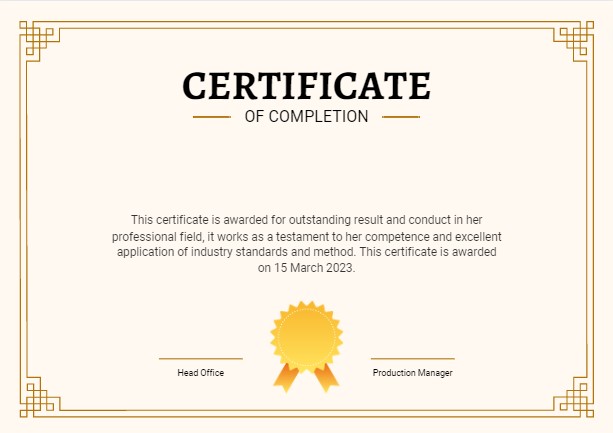 CERTIFICATE
OF COMPLETION
This certificate is awarded for outstanding result and conduct in her
professional field, it works as a testament to her competence and excellent
application of industry standards and method. This certificate is awarded
on 15 March 2023.
Head Office
Production Manager